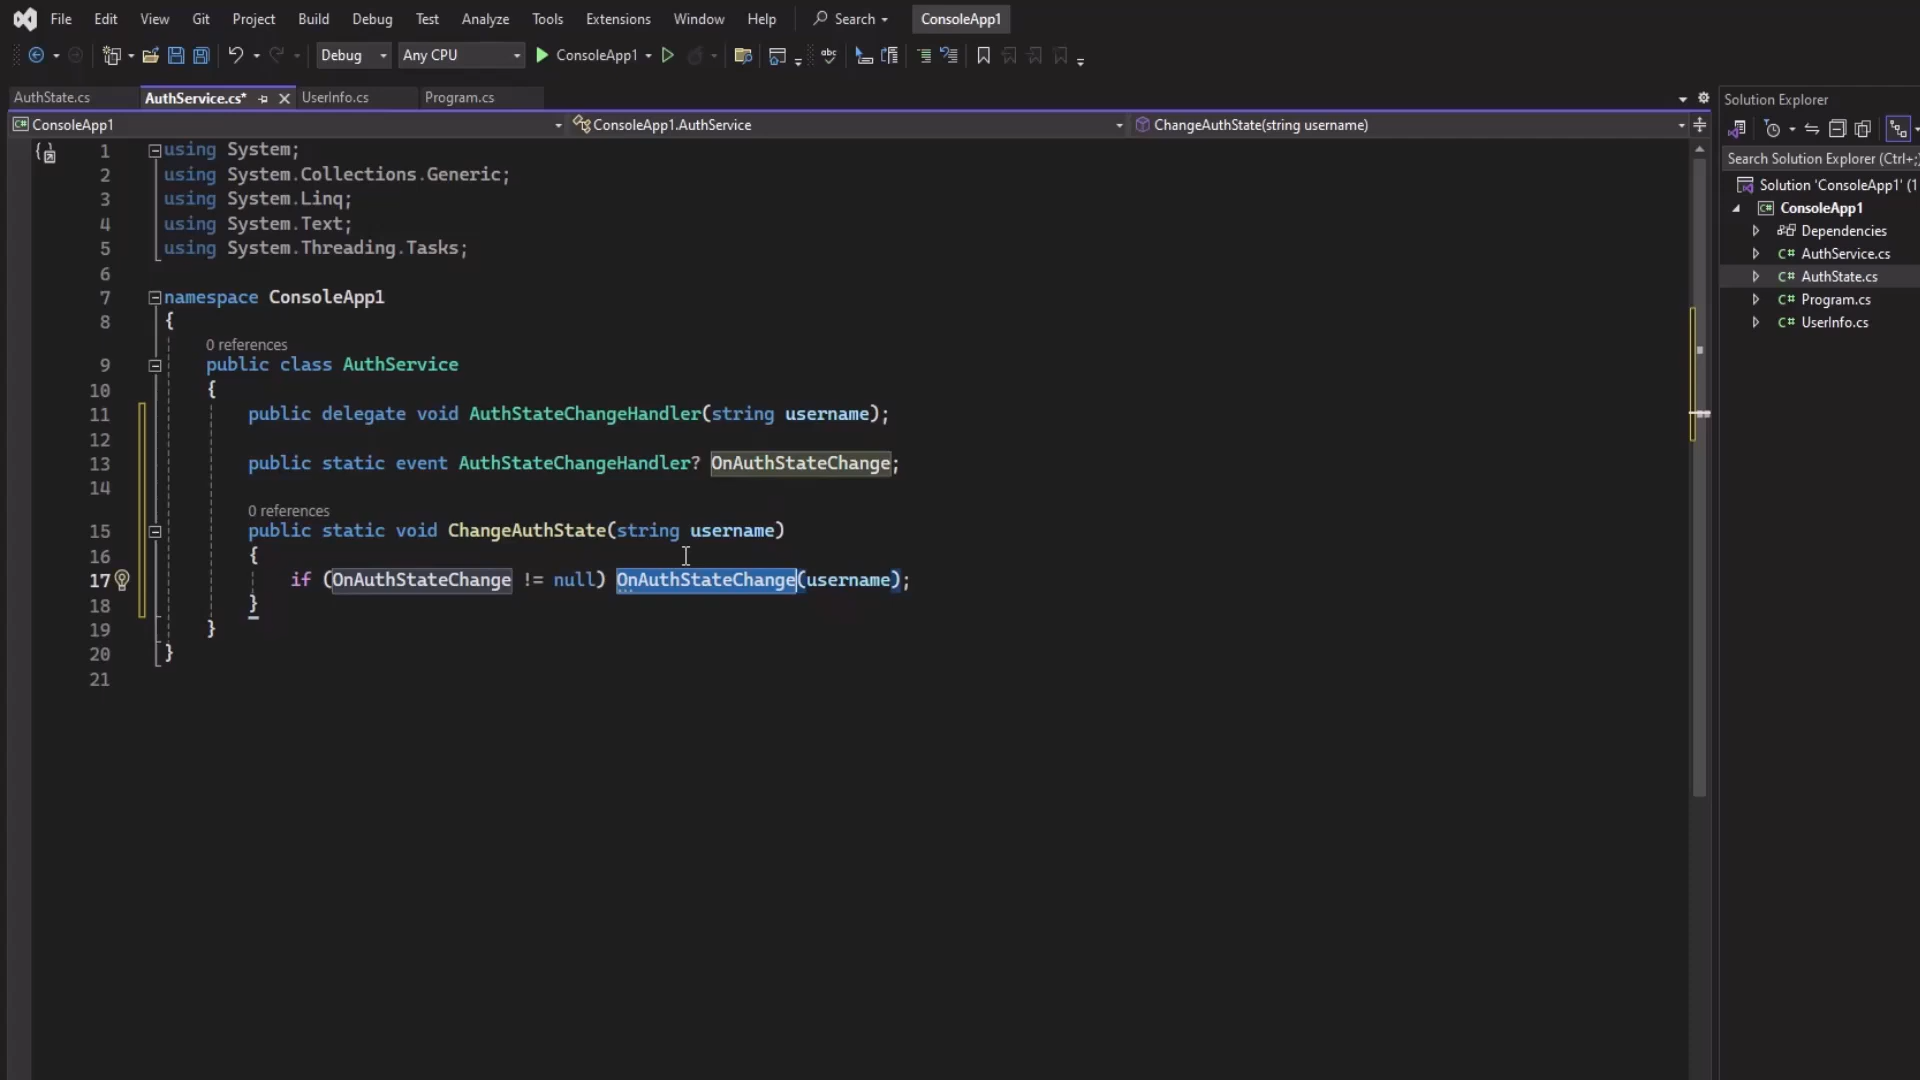 File Edit View Git Project Build Debug Test Analyze Tools Extensions Window Help Search ConsoleApp1
Debug Any CPU ConsoleApp1 abc
AuthState.cs AuthService.cs* UserInfo.cs Program.cs
C# ConsoleApp1 ConsoleApp1.AuthService ChangeAuthState(string username)
1 using System;
2 using System.Collections.Generic;
3 using System.Linq;
4 using System.Text;
5 using System.Threading.Tasks;
6
7 namespace ConsoleApp1
8 {
0 references
9 public class AuthService
10 {
11 public delegate void AuthStateChangeHandler(string username);
12
13 public static event AuthStateChangeHandler? OnAuthStateChange;
14
0 references
15 public static void ChangeAuthState(string username)
16 {
17 if (OnAuthStateChange != null) OnAuthStateChange(username);
18 }
19 }
20 }
21
Solution Explorer
Search Solution Explorer (Ctrl+;
Solution 'ConsoleApp1' (1
C# ConsoleApp1
Dependencies
C# AuthService.cs
C# AuthState.cs
C# Program.cs
C# UserInfo.cs